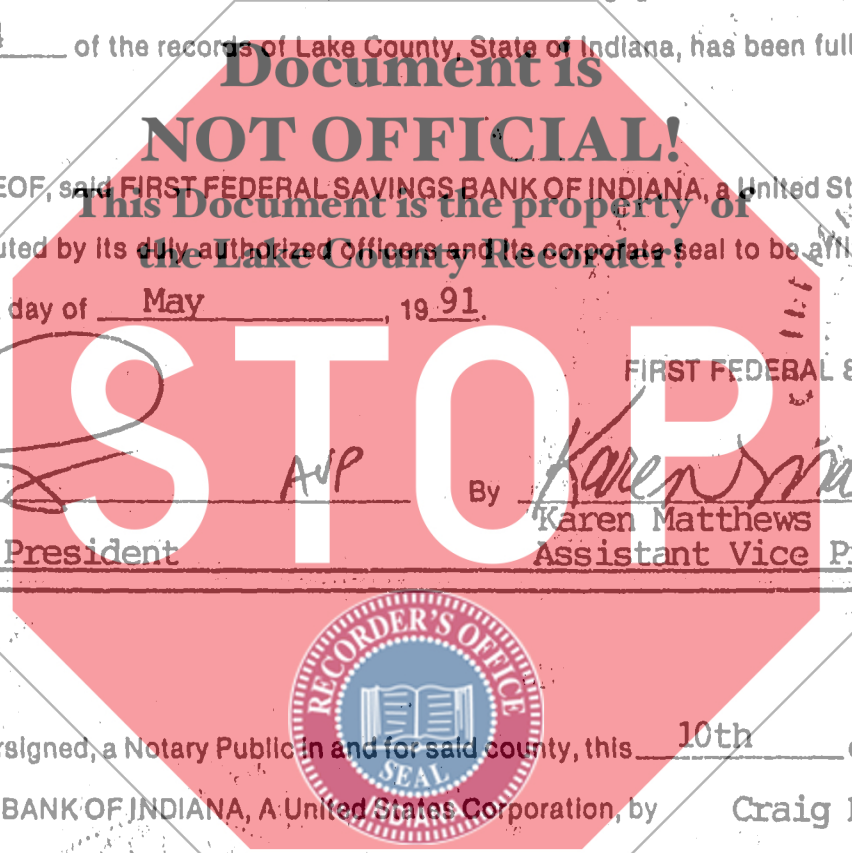 of the records of Lake County, State of Indiana, has been full
Document is
NOT OFFICIAL!
EOF, said FIRST FEDERAL SAVINGS BANK OF INDIANA, a United St
This Document is the property of
uted by its duly authorized Officers and its corporate seal to be affi
the Lake County Recorder!
day of May, 19 91.
STOP
FIRST FEDERAL S
AVP By Karen
Karen Matthews
President Assistant Vice Pr
RECORDER'S OFFICE
SEAL
INDIANA
rsigned, a Notary Public in and for said county, this 10th
BANK OF INDIANA, A United States Corporation, by Craig